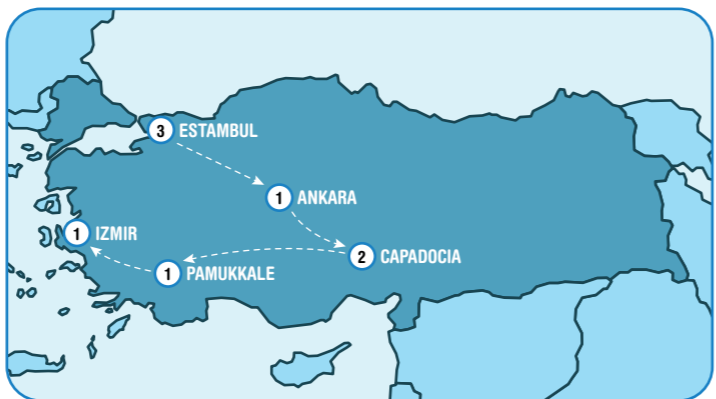 3 ESTAMBUL
1 ANKARA
1 IZMIR
2 CAPADOCIA
1 PAMUKKALE